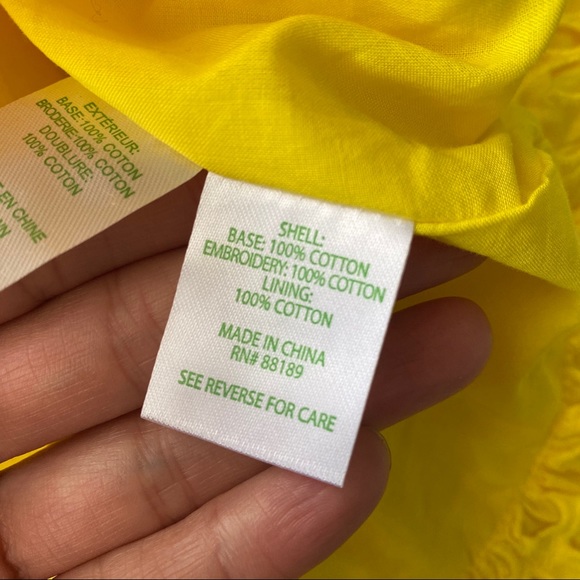 EXTÉRIEUR:
BASE:100% COTON
BRODERIE:100% COTON
DOUBLURE:
100% COTON
EN CHINE
SHELL:
BASE: 100% COTTON
EMBROIDERY: 100% COTTON
LINING:
100% COTTON
MADE IN CHINA
RN# 88189
SEE REVERSE FOR CARE